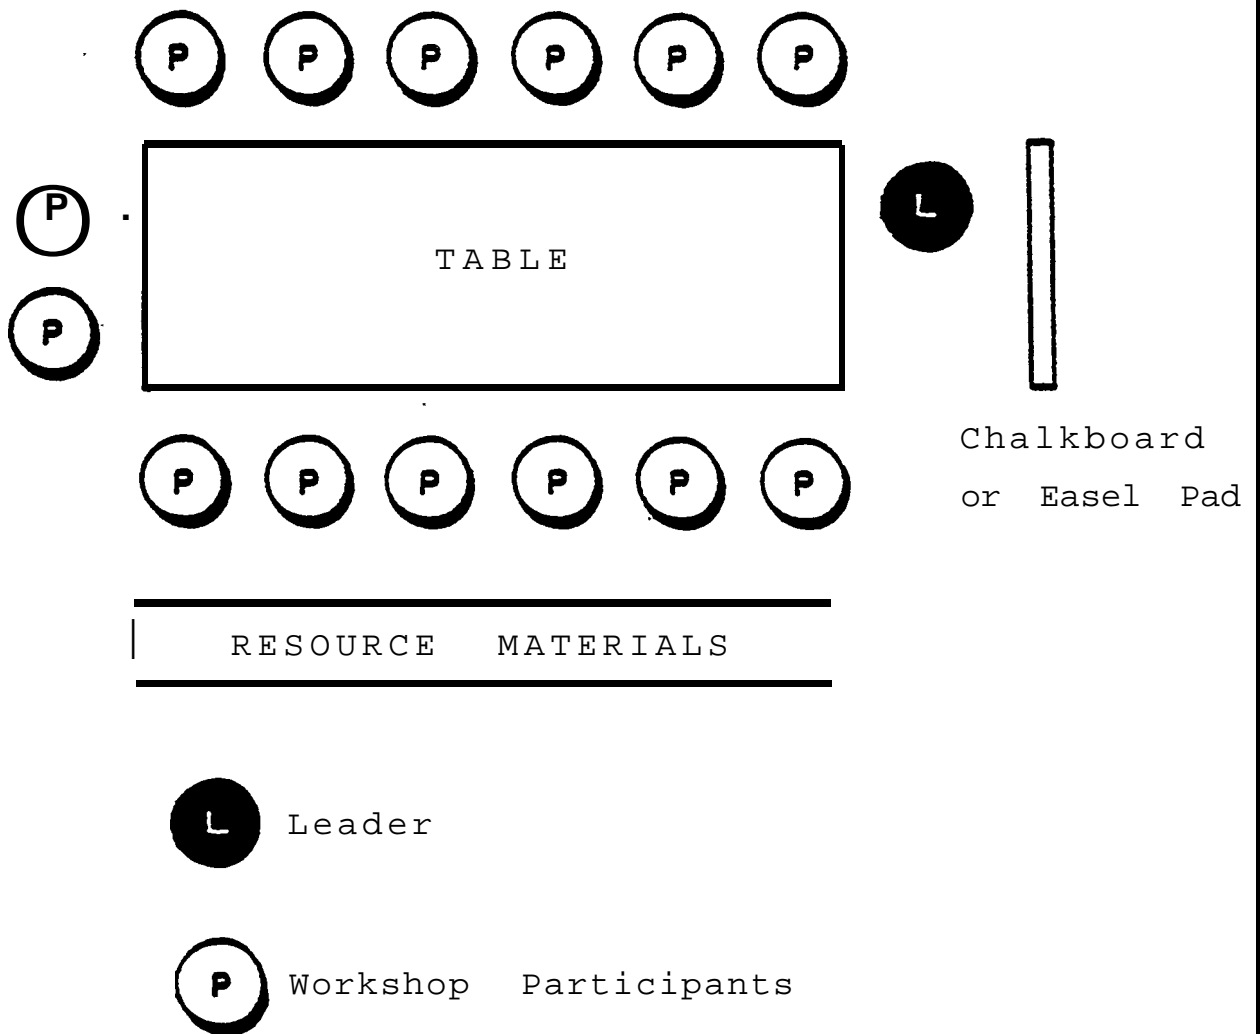 P P P P P P
P
L
TABLE
P
Chalkboard
P P P P P P
or Easel Pad
RESOURCE MATERIALS
L Leader
P Workshop Participants